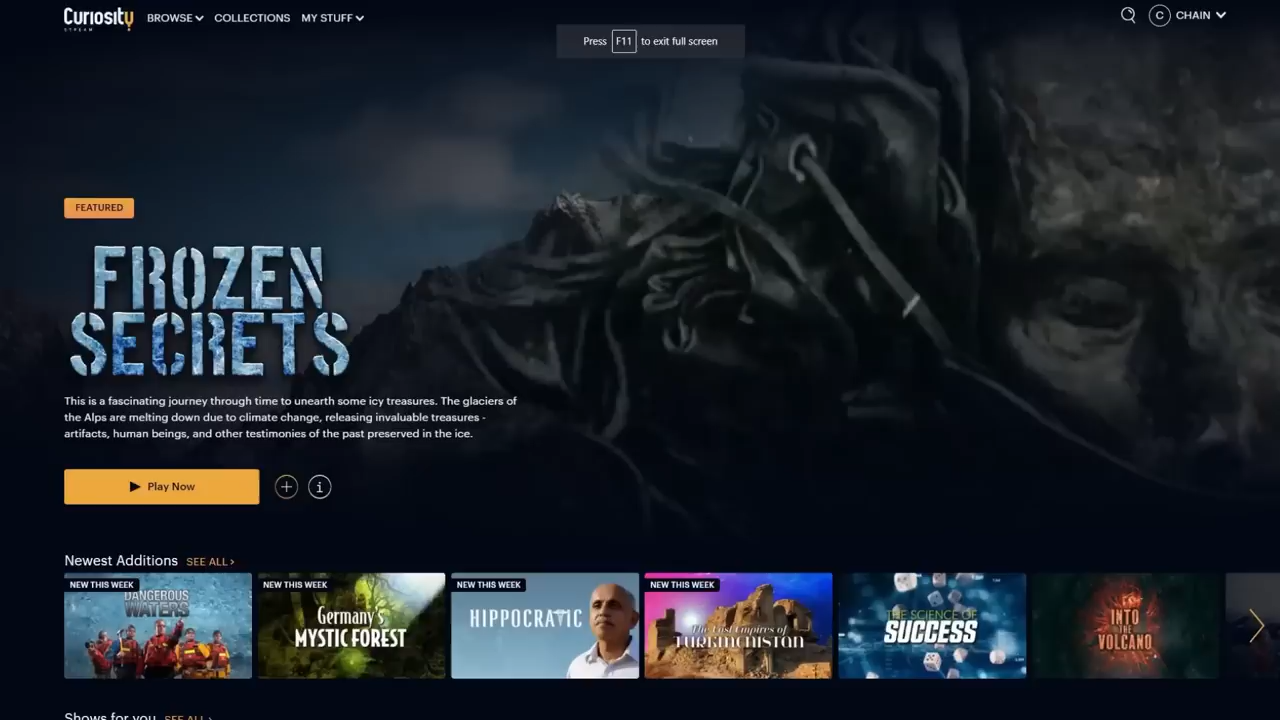 Curiosity
STREAM
BROWSE
COLLECTIONS
MY STUFF
C
CHAIN
Press F11 to exit full screen
FEATURED
FROZEN
SECRETS
This is a fascinating journey through time to unearth some icy treasures. The glaciers of
the Alps are melting down due to climate change, releasing invaluable treasures -
artifacts, human beings, and other testimonies of the past preserved in the ice.
Play Now
Newest Additions SEE ALL ›
NEW THIS WEEK
DANGEROUS
WATERS
NEW THIS WEEK
Germany's
MYSTIC FOREST
NEW THIS WEEK
HIPPOCRATIC
NEW THIS WEEK
The Lost Empires of
TURKMENISTAN
THE SCIENCE OF
SUCCESS
INTO
THE
VOLCANO
Shows for you SEE ALL ›